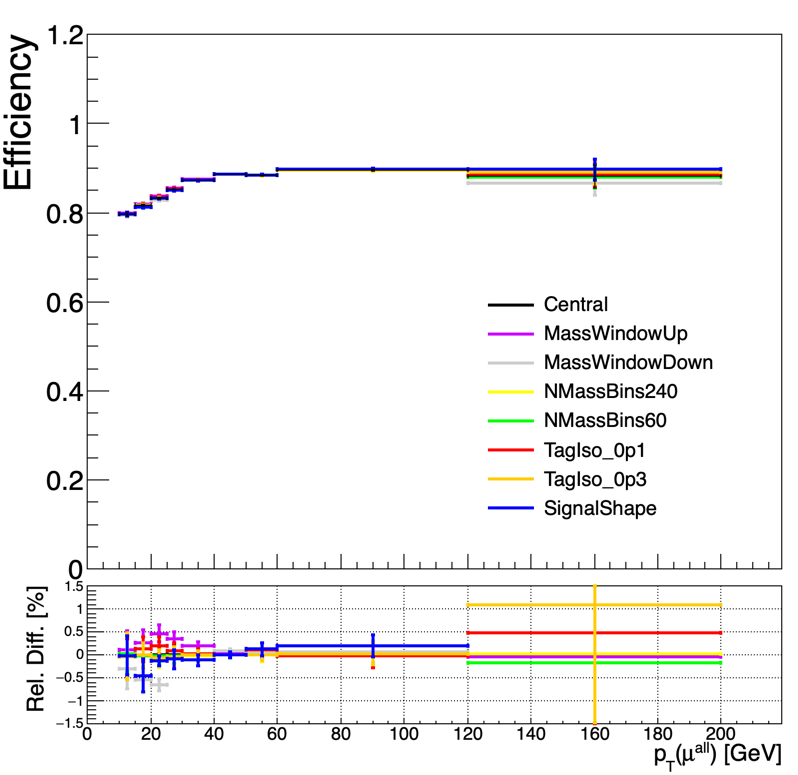 Efficiency
1.2
1
0.8
0.6
0.4
0.2
0
Central
MassWindowUp
MassWindowDown
NMassBins240
NMassBins60
TagIso_0p1
TagIso_0p3
SignalShape
Rel. Diff. [%]
1.5
1
0.5
0
−0.5
−1
−1.5
0 20 40 60 80 100 120 140 160 180 200
p_T(μ^all) [GeV]